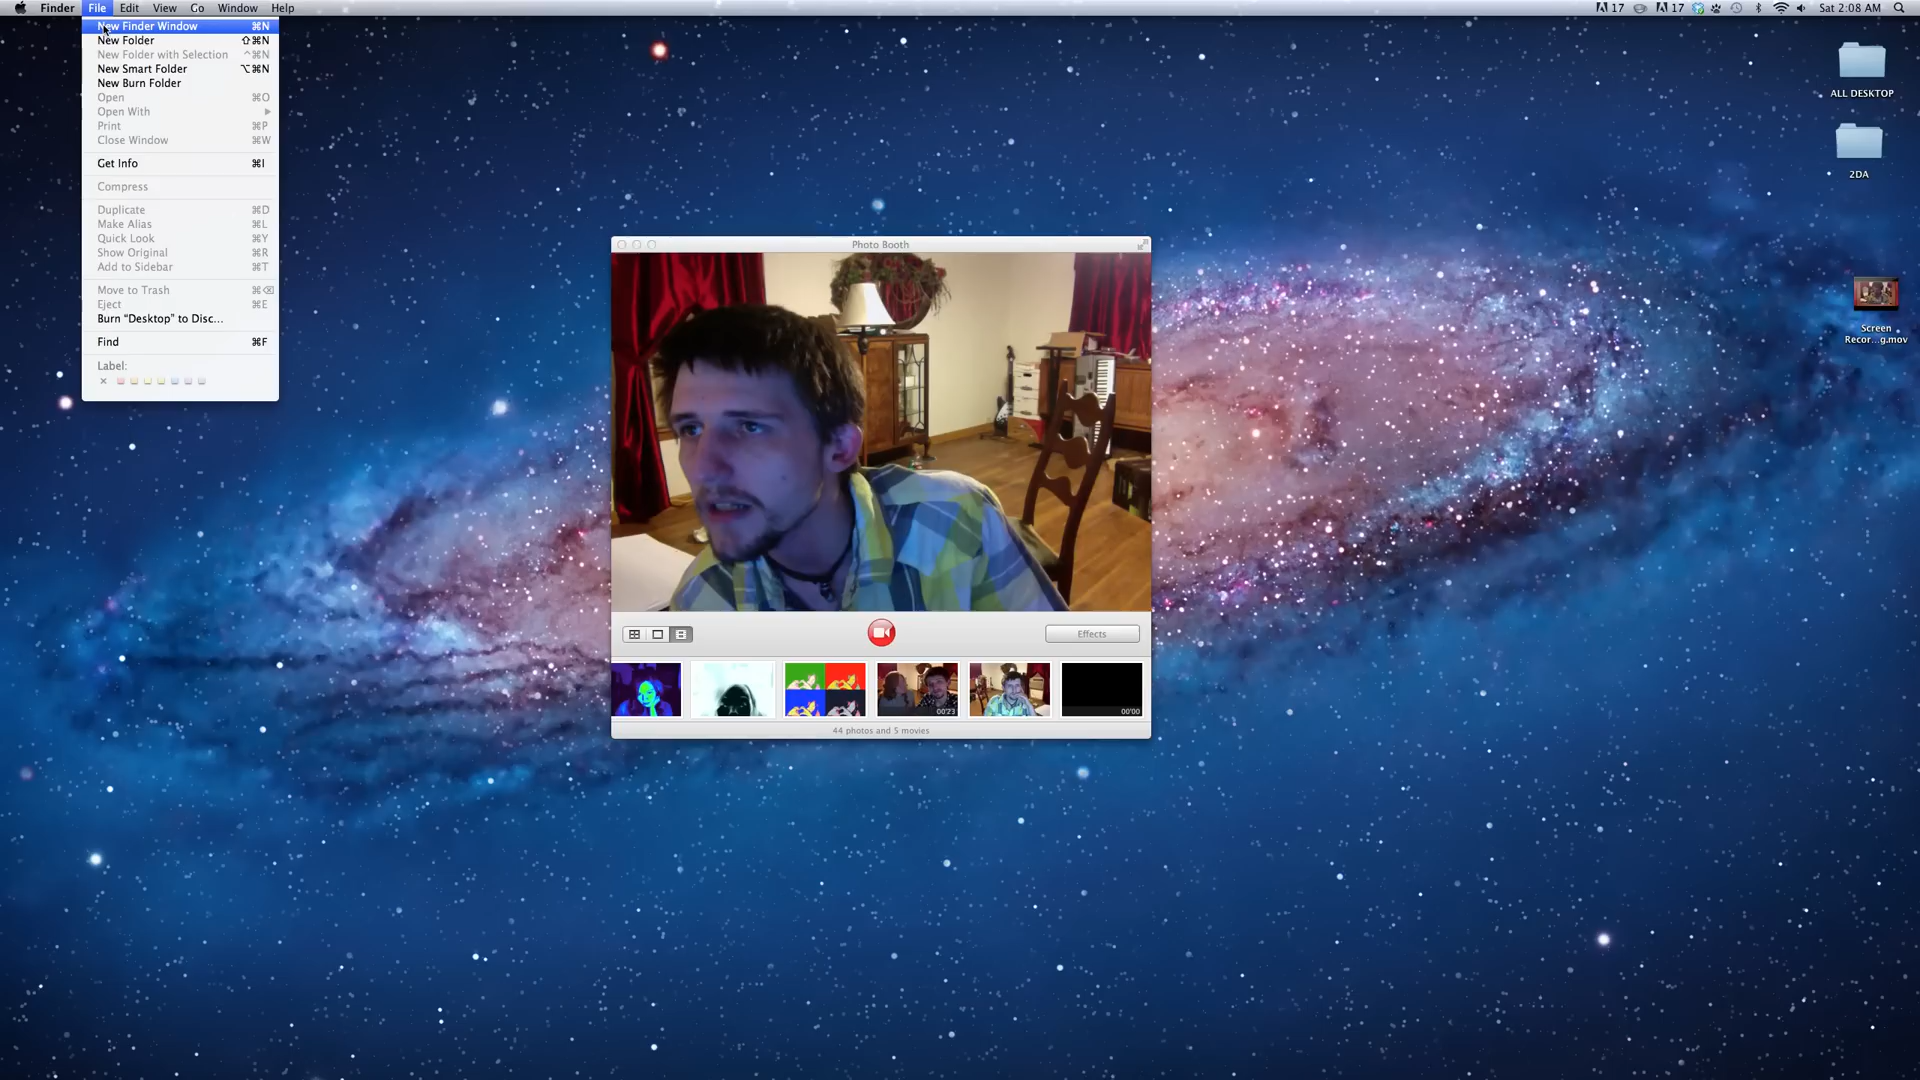 Finder File Edit View Go Window Help 17 17 Sat 2:08 AM
New Finder Window ⌘N
New Folder ⇧⌘N
New Folder with Selection ^⌘N
New Smart Folder ⌥⌘N
New Burn Folder
Open ⌘O
Open With
Print ⌘P
Close Window ⌘W
Get Info ⌘I
Compress
Duplicate ⌘D
Make Alias ⌘L
Quick Look ⌘Y
Show Original ⌘R
Add to Sidebar ⌘T
Move to Trash ⌘⌫
Eject ⌘E
Burn “Desktop” to Disc...
Find ⌘F
Label:
ALL DESKTOP
2DA
Screen
Recor...g.mov
Photo Booth
Effects
00'23
00'00
44 photos and 5 movies